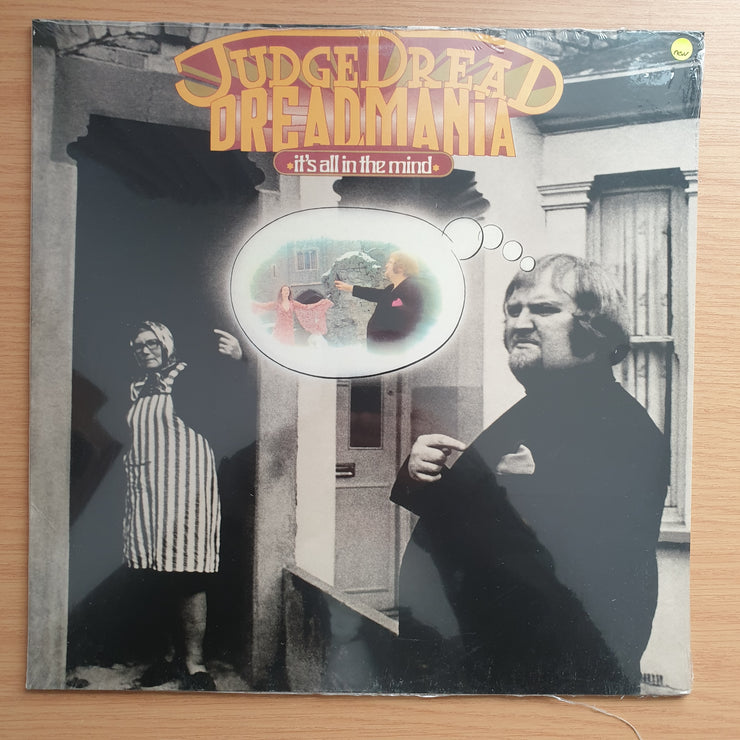 JUDGE DREAD
DREADMANiA
*it's all in the mind*
new